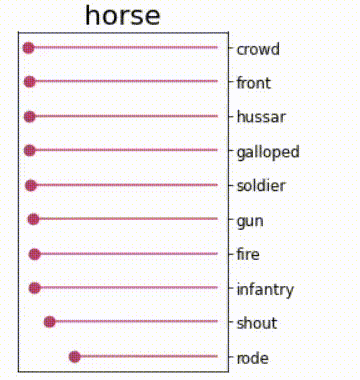 horse
crowd
front
hussar
galloped
soldier
gun
fire
infantry
shout
rode